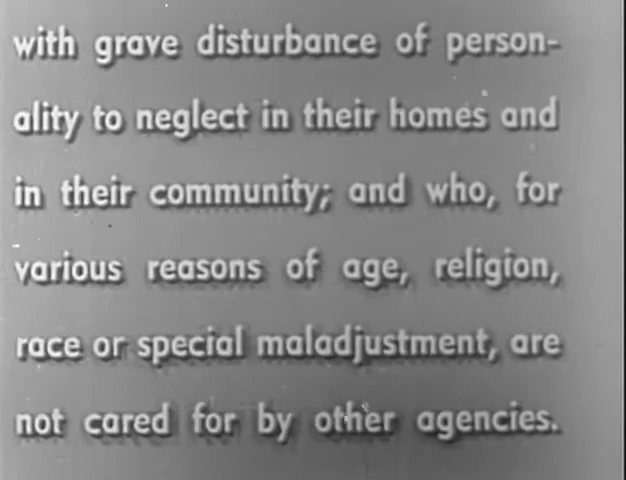 with grave disturbance of person-
ality to neglect in their homes and
in their community; and who, for
various reasons of age, religion,
race or special maladjustment, are
not cared for by other agencies.